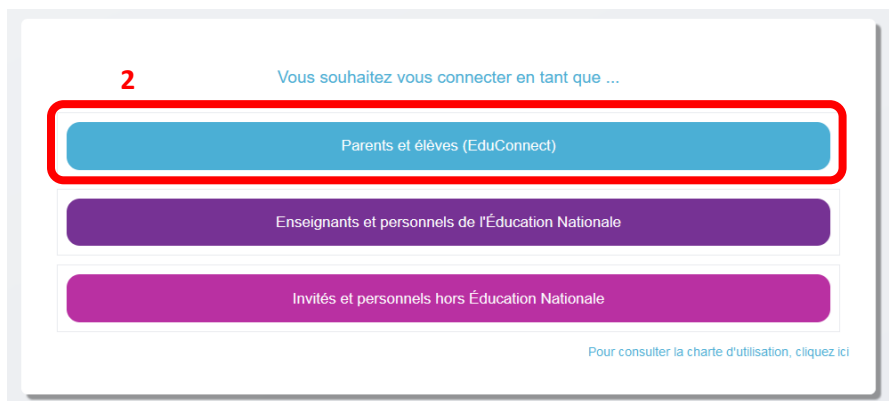 2
Vous souhaitez vous connecter en tant que ...
Parents et élèves (EduConnect)
Enseignants et personnels de l'Éducation Nationale
Invités et personnels hors Éducation Nationale
Pour consulter la charte d'utilisation, cliquez ici